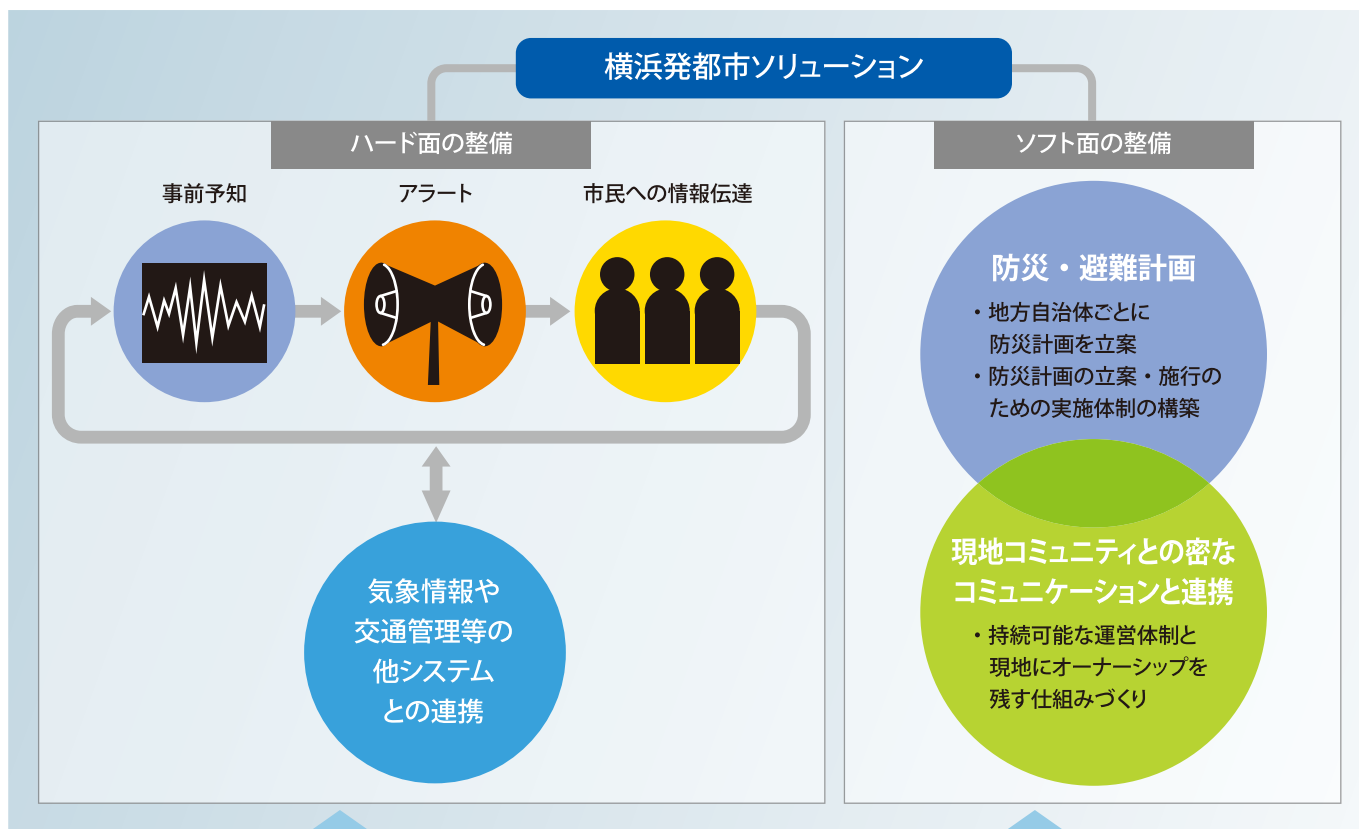 横浜発都市ソリューション
ハード面の整備
事前予知
アラート
市民への情報伝達
気象情報や
交通管理等の
他システム
との連携
ソフト面の整備
防災・避難計画
・地方自治体ごとに
防災計画を立案
・防災計画の立案・施行の
ための実施体制の構築
現地コミュニティとの密な
コミュニケーションと連携
・持続可能な運営体制と
現地にオーナーシップを
残す仕組みづくり